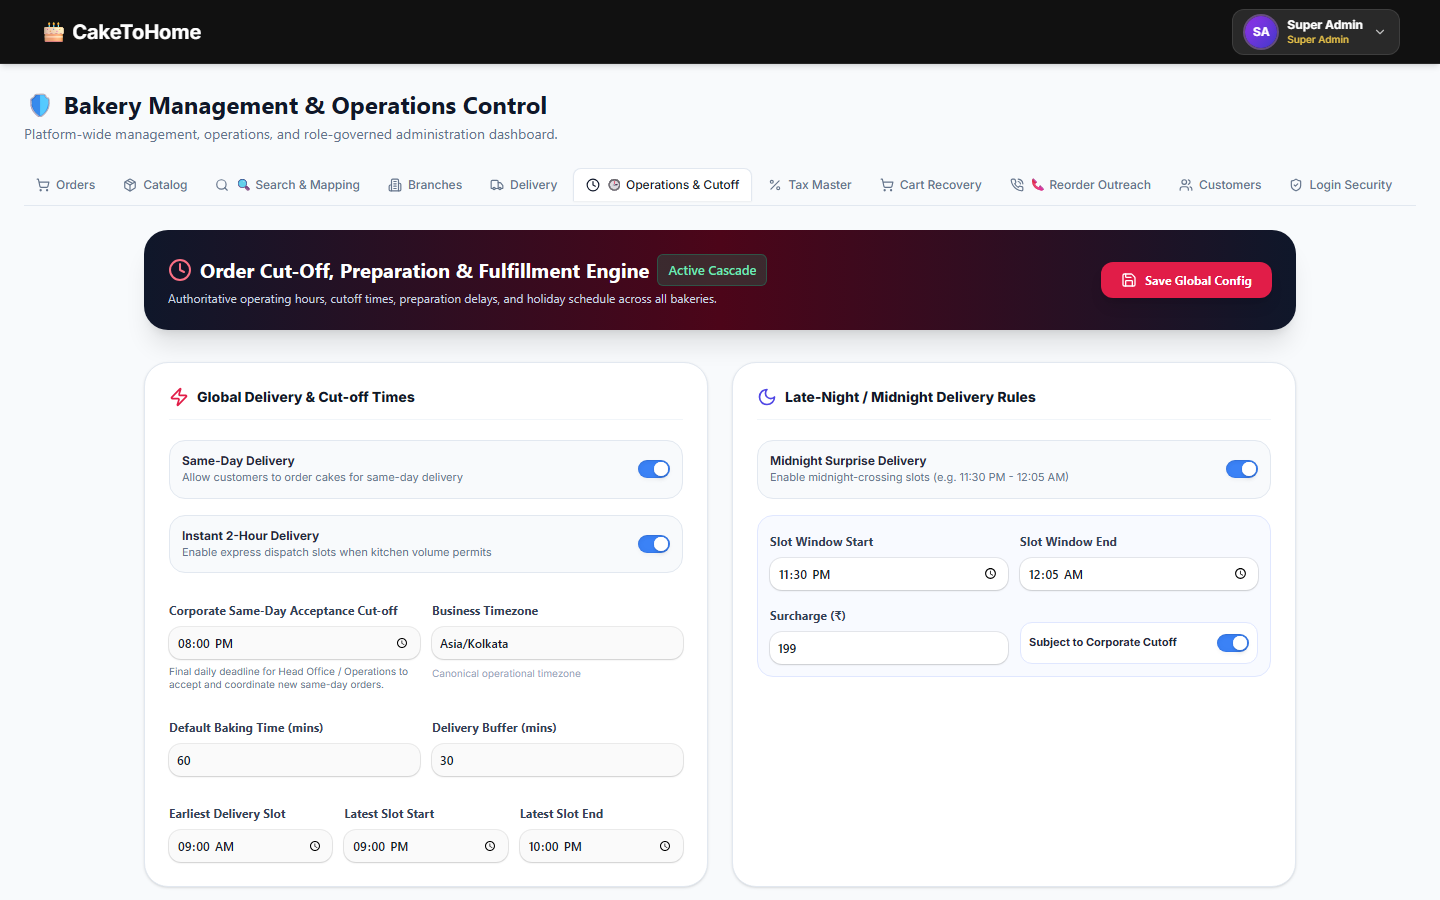 CakeToHome
SA
Super Admin
Super Admin
Bakery Management & Operations Control
Platform-wide management, operations, and role-governed administration dashboard.
Orders
Catalog
Search & Mapping
Branches
Delivery
Operations & Cutoff
Tax Master
Cart Recovery
Reorder Outreach
Customers
Login Security
Order Cut-Off, Preparation & Fulfillment Engine
Active Cascade
Authoritative operating hours, cutoff times, preparation delays, and holiday schedule across all bakeries.
Save Global Config
Global Delivery & Cut-off Times
Same-Day Delivery
Allow customers to order cakes for same-day delivery
Instant 2-Hour Delivery
Enable express dispatch slots when kitchen volume permits
Corporate Same-Day Acceptance Cut-off
Business Timezone
08:00 PM
Asia/Kolkata
Final daily deadline for Head Office / Operations to
accept and coordinate new same-day orders.
Canonical operational timezone
Default Baking Time (mins)
Delivery Buffer (mins)
60
30
Earliest Delivery Slot
Latest Slot Start
Latest Slot End
09:00 AM
09:00 PM
10:00 PM
Late-Night / Midnight Delivery Rules
Midnight Surprise Delivery
Enable midnight-crossing slots (e.g. 11:30 PM - 12:05 AM)
Slot Window Start
Slot Window End
11:30 PM
12:05 AM
Surcharge (₹)
199
Subject to Corporate Cutoff